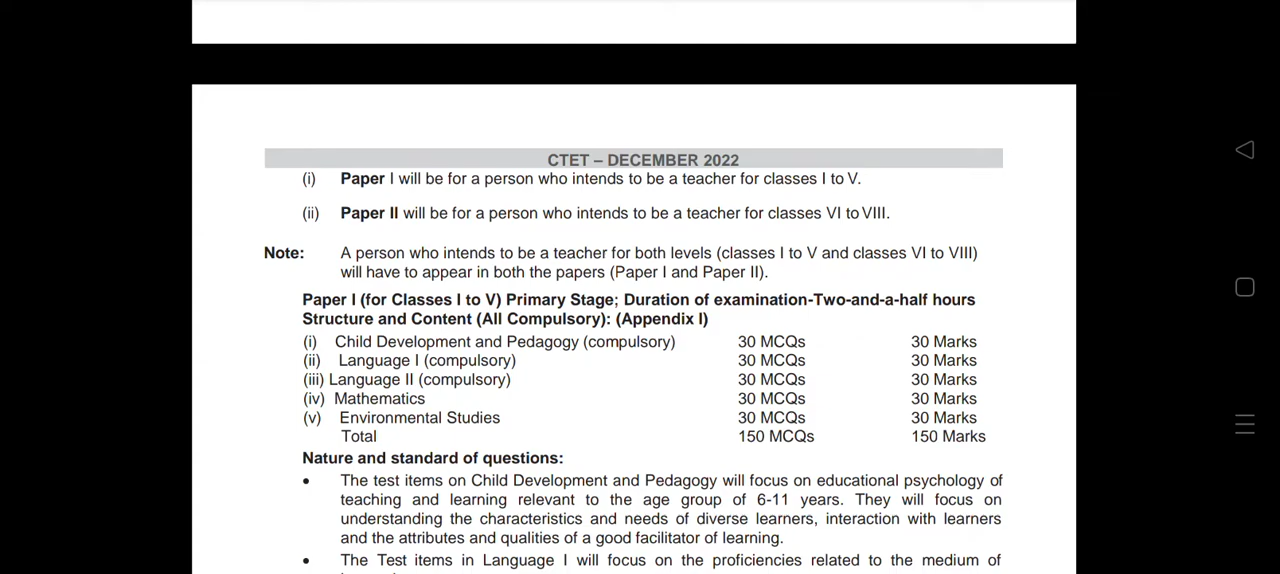 CTET – DECEMBER 2022
(i) Paper I will be for a person who intends to be a teacher for classes I to V.
(ii) Paper II will be for a person who intends to be a teacher for classes VI to VIII.
Note: A person who intends to be a teacher for both levels (classes I to V and classes VI to VIII)
will have to appear in both the papers (Paper I and Paper II).
Paper I (for Classes I to V) Primary Stage; Duration of examination-Two-and-a-half hours
Structure and Content (All Compulsory): (Appendix I)
(i) Child Development and Pedagogy (compulsory) 30 MCQs 30 Marks
(ii) Language I (compulsory) 30 MCQs 30 Marks
(iii) Language II (compulsory) 30 MCQs 30 Marks
(iv) Mathematics 30 MCQs 30 Marks
(v) Environmental Studies 30 MCQs 30 Marks
Total 150 MCQs 150 Marks
Nature and standard of questions:
• The test items on Child Development and Pedagogy will focus on educational psychology of
teaching and learning relevant to the age group of 6-11 years. They will focus on
understanding the characteristics and needs of diverse learners, interaction with learners
and the attributes and qualities of a good facilitator of learning.
• The Test items in Language I will focus on the proficiencies related to the medium of